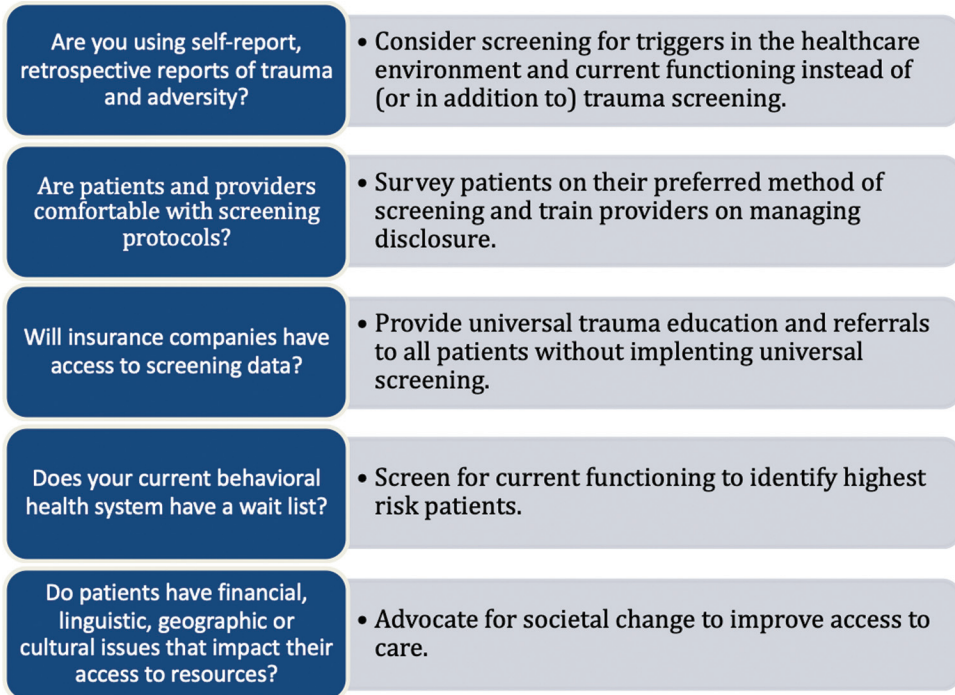 Are you using self-report,
retrospective reports of trauma
and adversity?
• Consider screening for triggers in the healthcare
environment and current functioning instead of
(or in addition to) trauma screening.
Are patients and providers
comfortable with screening
protocols?
• Survey patients on their preferred method of
screening and train providers on managing
disclosure.
Will insurance companies have
access to screening data?
• Provide universal trauma education and referrals
to all patients without implenting universal
screening.
Does your current behavioral
health system have a wait list?
• Screen for current functioning to identify highest
risk patients.
Do patients have financial,
linguistic, geographic or
cultural issues that impact their
access to resources?
• Advocate for societal change to improve access to
care.